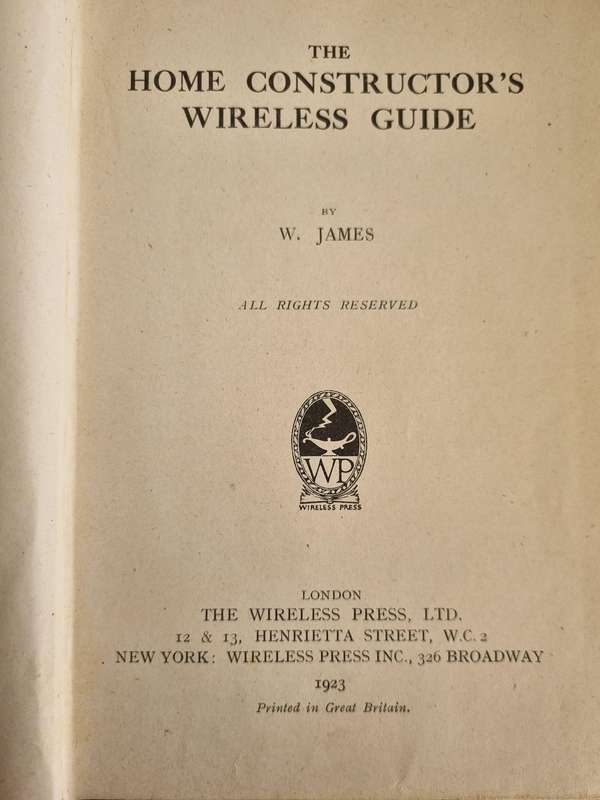 THE
HOME CONSTRUCTOR'S
WIRELESS GUIDE
BY
W. JAMES
ALL RIGHTS RESERVED
WP
WIRELESS PRESS
LONDON
THE WIRELESS PRESS, LTD.
12 & 13, HENRIETTA STREET, W.C. 2
NEW YORK: WIRELESS PRESS INC., 326 BROADWAY
1923
Printed in Great Britain.